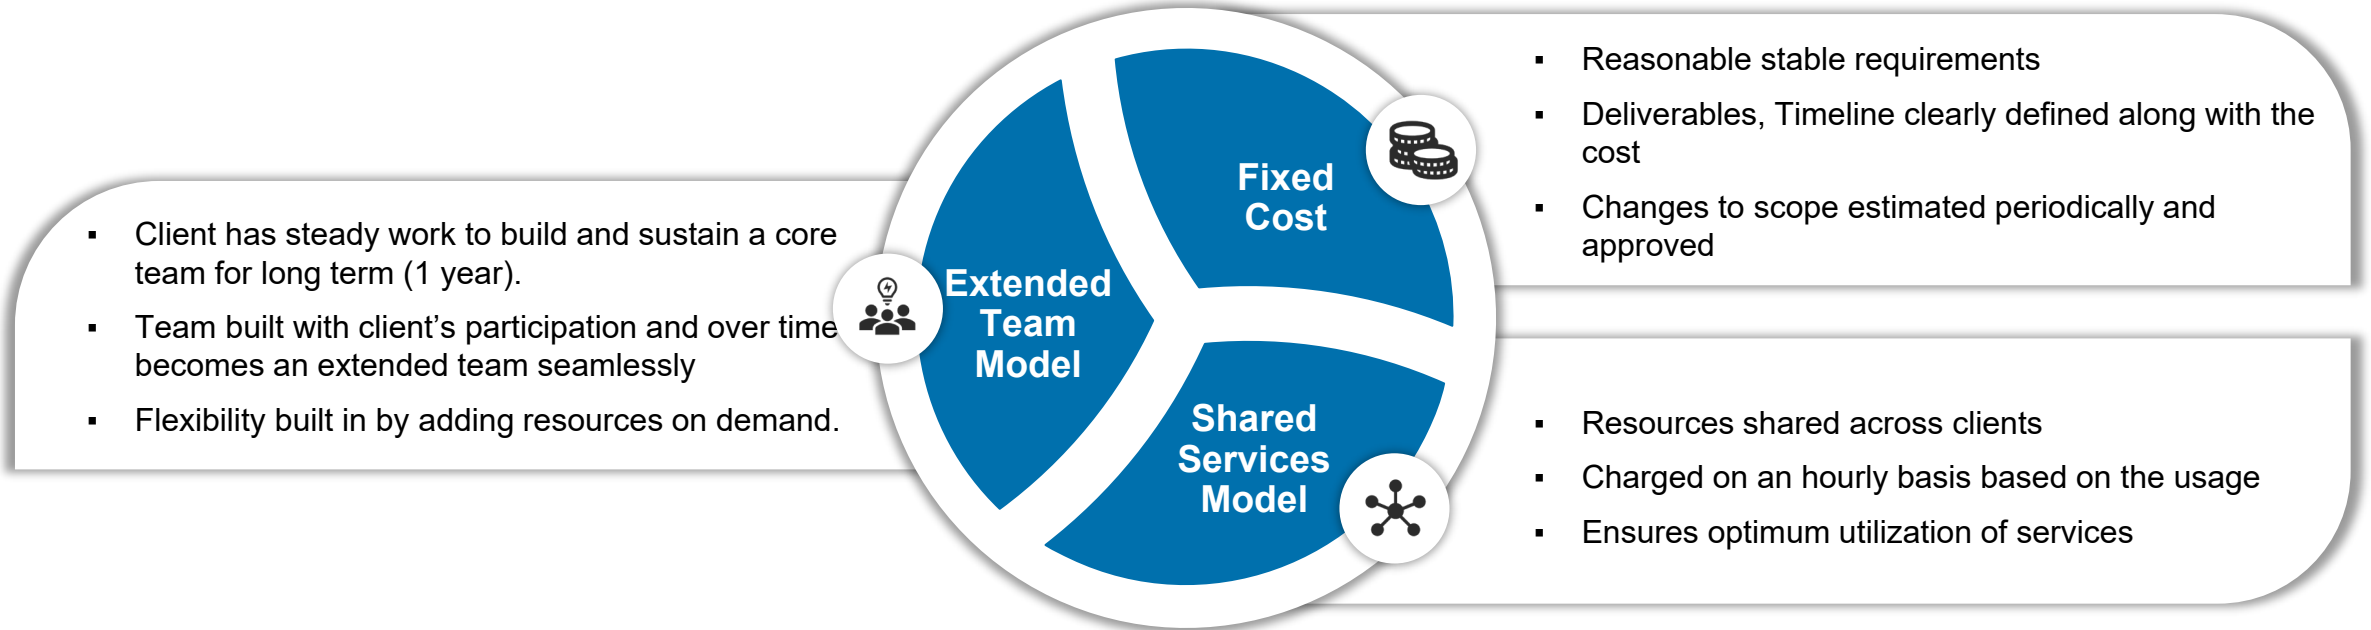 ▪ Client has steady work to build and sustain a core
team for long term (1 year).
▪ Team built with client’s participation and over time
becomes an extended team seamlessly
▪ Flexibility built in by adding resources on demand.
Extended
Team
Model
Fixed
Cost
Shared
Services
Model
▪ Reasonable stable requirements
▪ Deliverables, Timeline clearly defined along with the
cost
▪ Changes to scope estimated periodically and
approved
▪ Resources shared across clients
▪ Charged on an hourly basis based on the usage
▪ Ensures optimum utilization of services